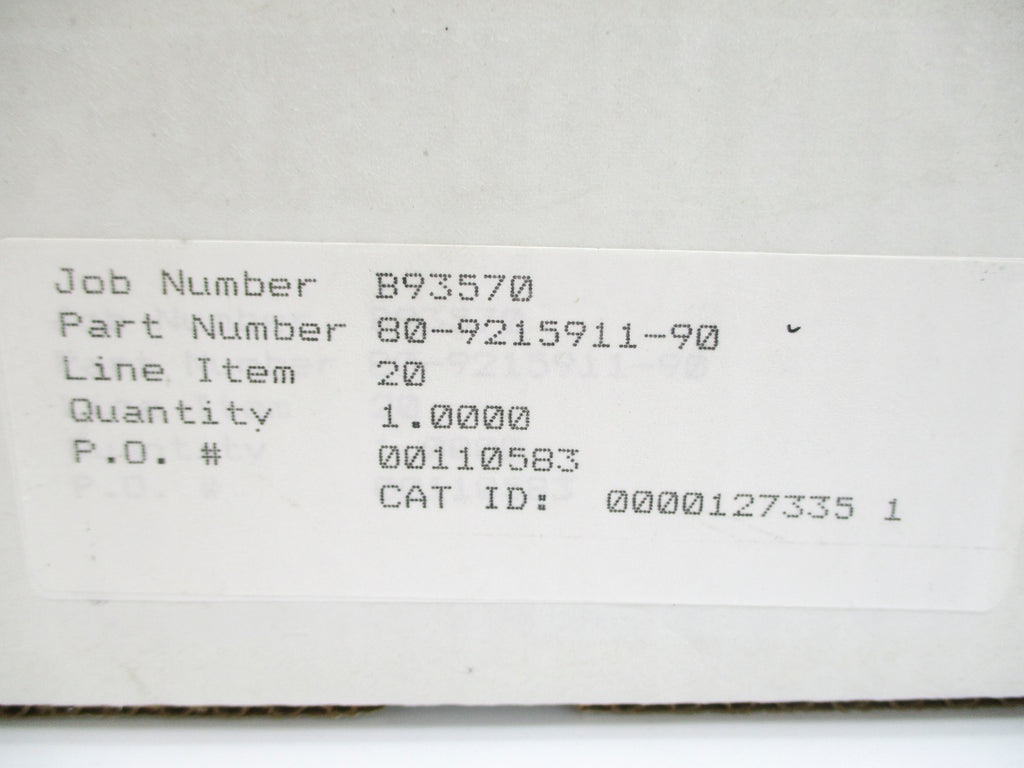 Job Number B93570
Part Number 80-9215911-90
Line Item 20
Quantity 1.0000
P.O. # 00110583
CAT ID: 0000127335 1